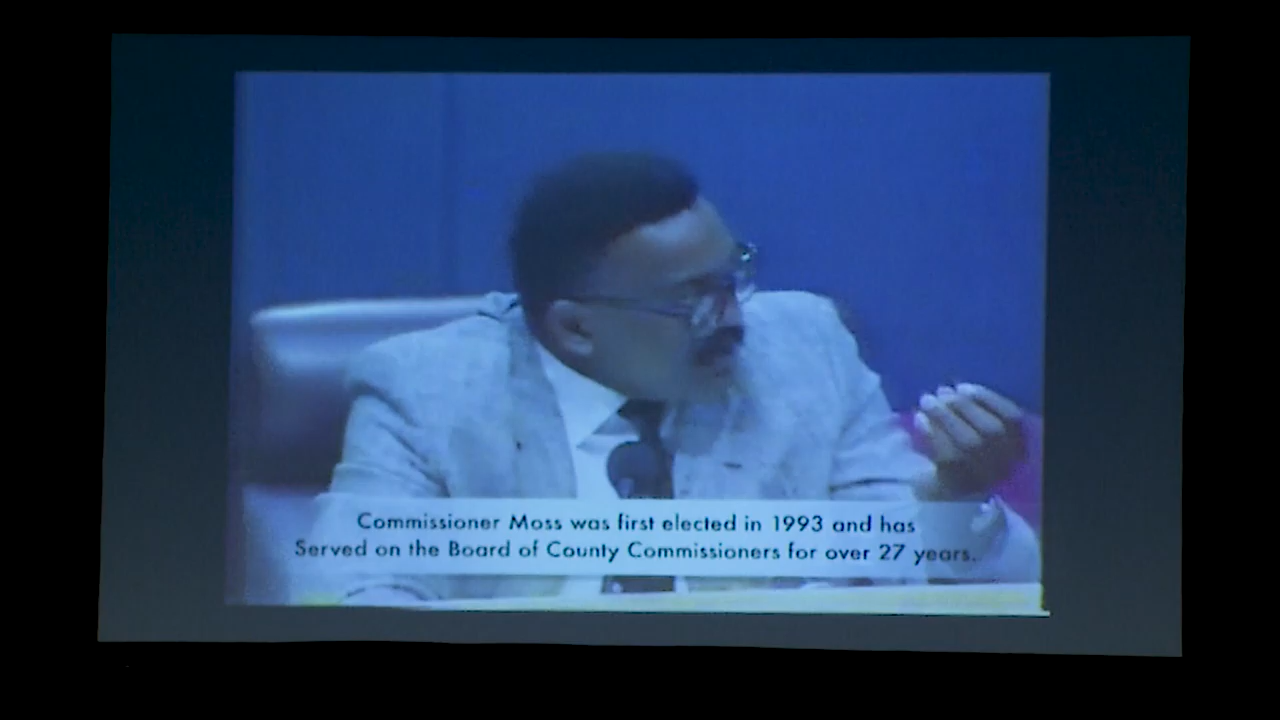 Commissioner Moss was first elected in 1993 and has
Served on the Board of County Commissioners for over 27 years.